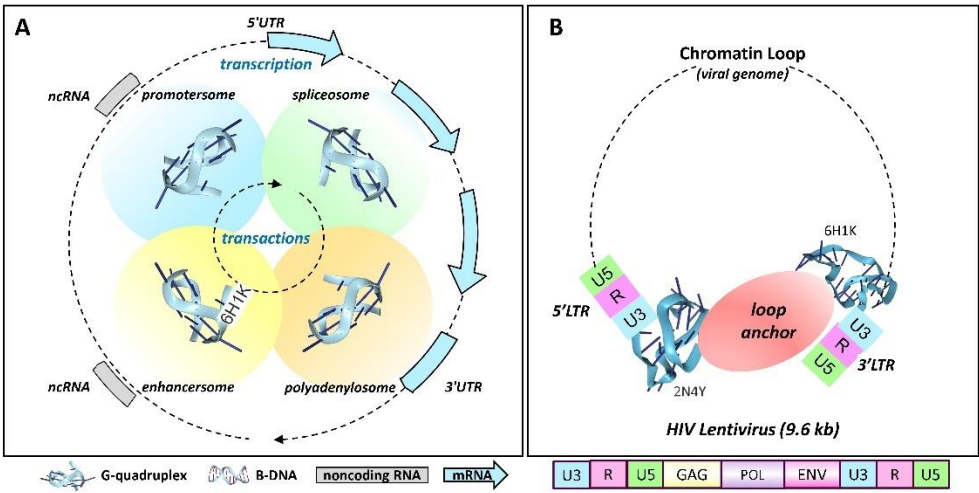 A
5'UTR
transcription
ncRNA
promotersome
spliceosome
transactions
6H1K
ncRNA
enhancersome
polyadenylosome
3'UTR
G-quadruplex
B-DNA
noncoding RNA
mRNA
B
Chromatin Loop
(viral genome)
6H1K
U5
R
U3
5'LTR
loop
anchor
U3
R
U5
3'LTR
2N4Y
HIV Lentivirus (9.6 kb)
U3 R U5 GAG POL ENV U3 R U5